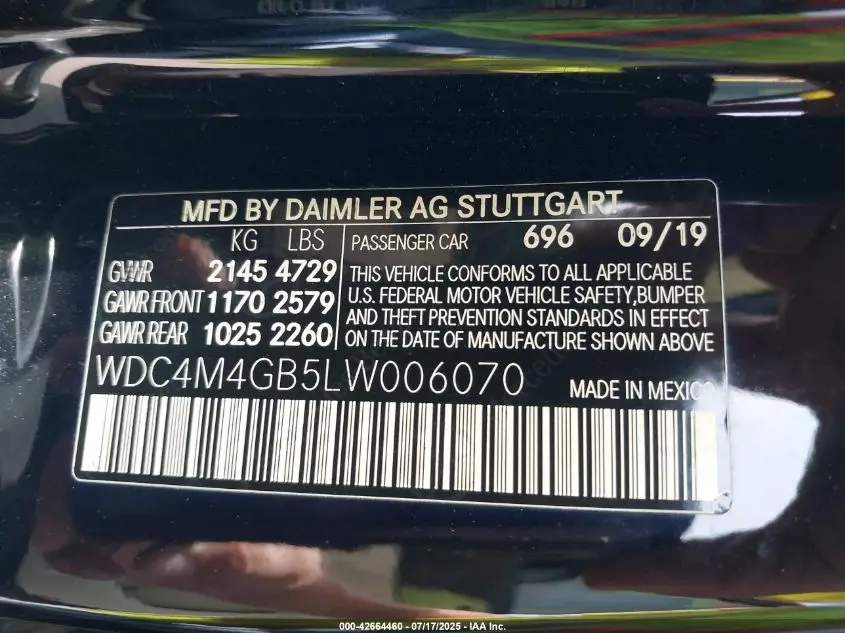 MFD BY DAIMLER AG STUTTGART
KG LBS
GVWR 2145 4729
GAWR FRONT 1170 2579
GAWR REAR 1025 2260
PASSENGER CAR 696 09/19
THIS VEHICLE CONFORMS TO ALL APPLICABLE
U.S. FEDERAL MOTOR VEHICLE SAFETY,BUMPER
AND THEFT PREVENTION STANDARDS IN EFFECT
ON THE DATE OF MANUFACTURE SHOWN ABOVE
WDC4M4GB5LW006070
MADE IN MEXICO
000-42664460 - 07/17/2025 - IAA Inc.